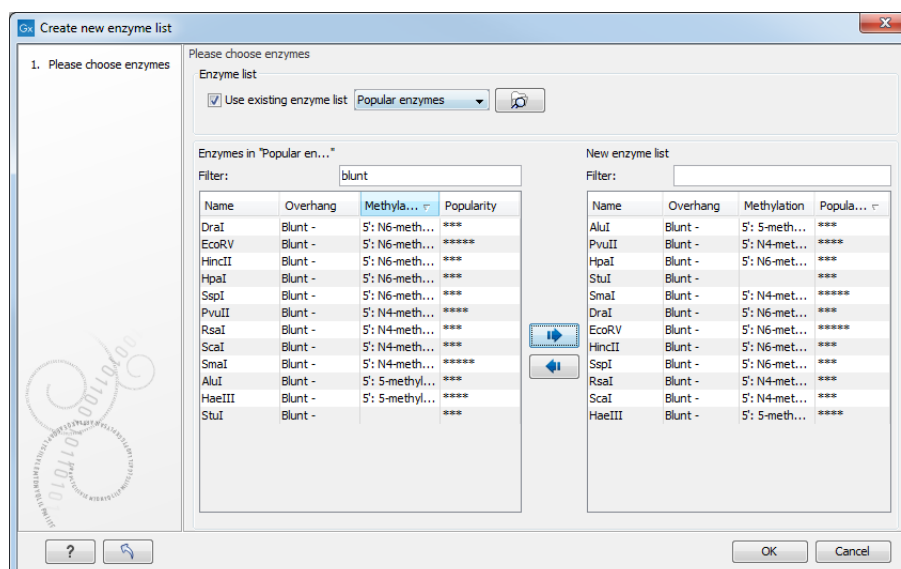 Gx Create new enzyme list
1. Please choose enzymes
Please choose enzymes
Enzyme list
Use existing enzyme list Popular enzymes
Enzymes in "Popular en..."
Filter: blunt
Name Overhang Methyla... Popularity
DraI Blunt - 5': N6-meth... ***
EcoRV Blunt - 5': N6-meth... *****
HincII Blunt - 5': N6-meth... ***
HpaI Blunt - 5': N6-meth... ***
SspI Blunt - 5': N6-meth... ***
PvuII Blunt - 5': N4-meth... ****
RsaI Blunt - 5': N4-meth... ***
ScaI Blunt - 5': N4-meth... ***
SmaI Blunt - 5': N4-meth... *****
AluI Blunt - 5': 5-methyl... ***
HaeIII Blunt - 5': 5-methyl... ****
StuI Blunt - ***
New enzyme list
Filter:
Name Overhang Methylation Popula...
AluI Blunt - 5': 5-meth... ***
PvuII Blunt - 5': N4-met... ****
HpaI Blunt - 5': N6-met... ***
StuI Blunt - ***
SmaI Blunt - 5': N4-met... *****
DraI Blunt - 5': N6-met... ***
EcoRV Blunt - 5': N6-met... *****
HincII Blunt - 5': N6-met... ***
SspI Blunt - 5': N6-met... ***
RsaI Blunt - 5': N4-met... ***
ScaI Blunt - 5': N4-met... ***
HaeIII Blunt - 5': 5-meth... ****
? OK Cancel